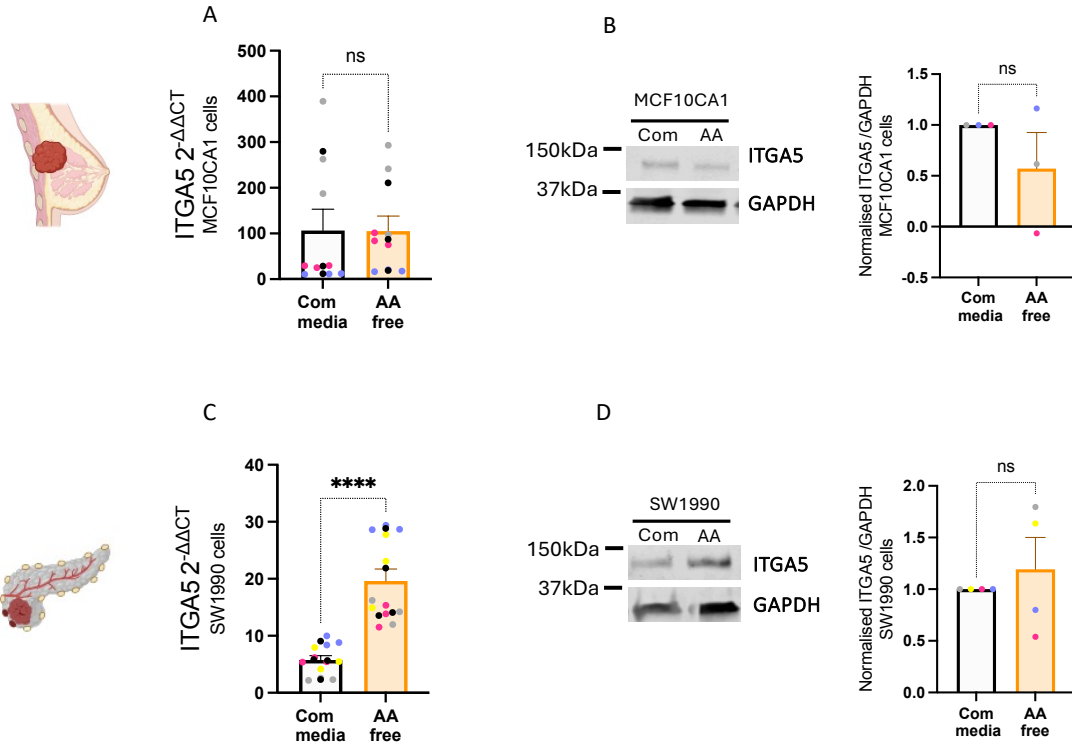 A
ITGA5 2-ΔΔCT
MCF10CA1 cells
500
400
300
200
100
0
ns
Com
media
AA
free
B
MCF10CA1
Com AA
150kDa
37kDa
ITGA5
GAPDH
Normalised ITGA5 /GAPDH
MCF10CA1 cells
1.5
1.0
0.5
0.0
-0.5
ns
Com
media
AA
free
C
ITGA5 2-ΔΔCT
SW1990 cells
40
30
20
10
0
****
Com
media
AA
free
D
SW1990
Com AA
150kDa
37kDa
ITGA5
GAPDH
Normalised ITGA5 /GAPDH
SW1990 cells
2.0
1.5
1.0
0.5
0.0
ns
Com
media
AA
free